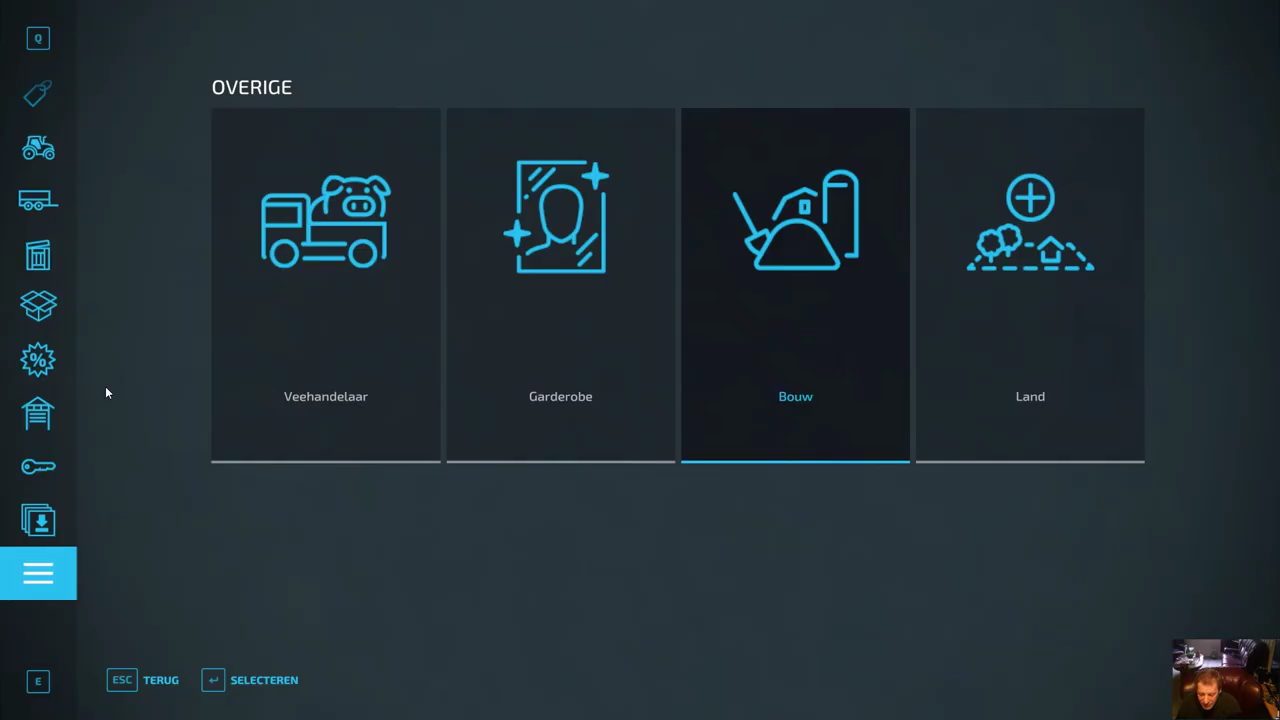 Q
OVERIGE
Veehandelaar
Garderobe
Bouw
Land
%
E
ESC TERUG ↵ SELECTEREN